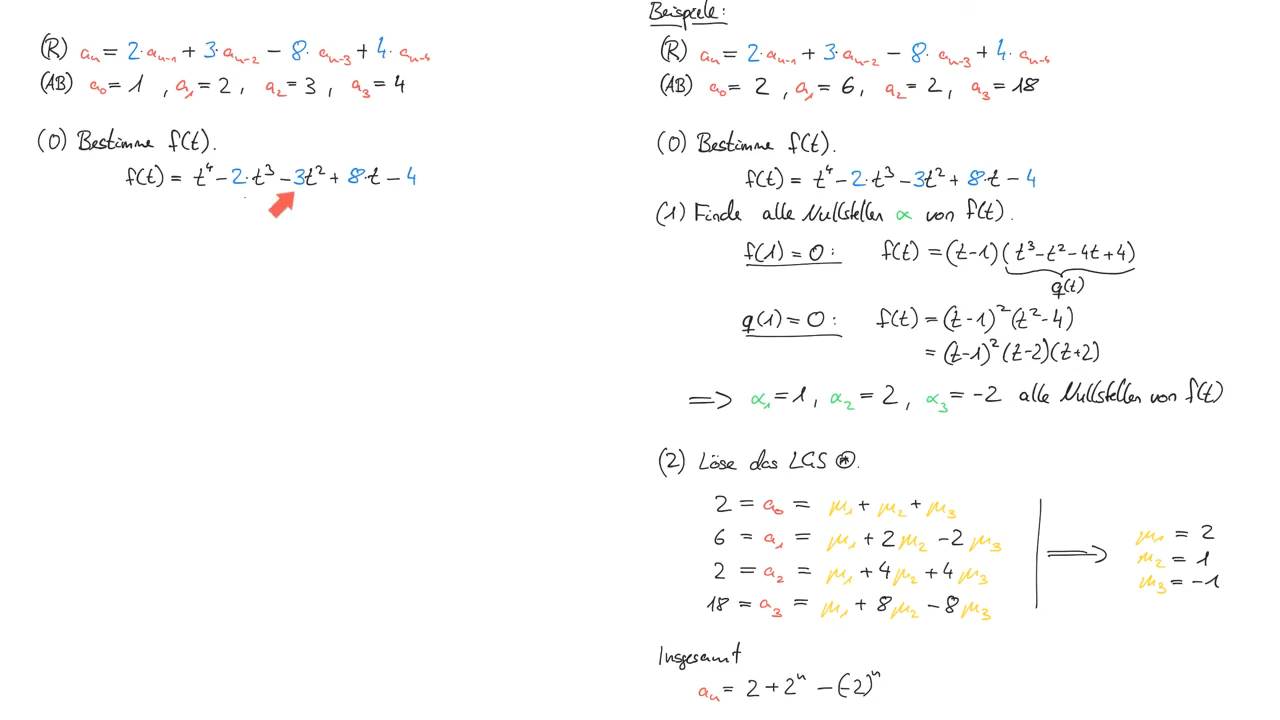 (R) aₙ = 2·aₙ₋₁ + 3·aₙ₋₂ − 8·aₙ₋₃ + 4·aₙ₋₄
(AB) a₀ = 1 , a₁ = 2 , a₂ = 3 , a₃ = 4
(0) Bestimme f(t).
f(t) = t⁴ − 2·t³ − 3t² + 8·t − 4
Beispiele:
(R) aₙ = 2·aₙ₋₁ + 3·aₙ₋₂ − 8·aₙ₋₃ + 4·aₙ₋₄
(AB) a₀ = 2 , a₁ = 6 , a₂ = 2 , a₃ = 18
(0) Bestimme f(t).
f(t) = t⁴ − 2·t³ − 3t² + 8·t − 4
(1) Finde alle Nullstellen α von f(t).
f(1) = 0 : f(t) = (t−1)(t³−t²−4t+4)
q(t)
q(1) = 0 : f(t) = (t−1)²(t²−4)
= (t−1)²(t−2)(t+2)
⟹ α₁ = 1 , α₂ = 2 , α₃ = −2 alle Nullstellen von f(t)
(2) Löse das LGS ⊛.
2 = a₀ = μ₁ + μ₂ + μ₃
6 = a₁ = μ₁ + 2μ₂ − 2μ₃
2 = a₂ = μ₁ + 4μ₂ + 4μ₃
18 = a₃ = μ₁ + 8μ₂ − 8μ₃
⟹ μ₁ = 2
μ₂ = 1
μ₃ = −1
Insgesamt
aₙ = 2 + 2ⁿ − (−2)ⁿ